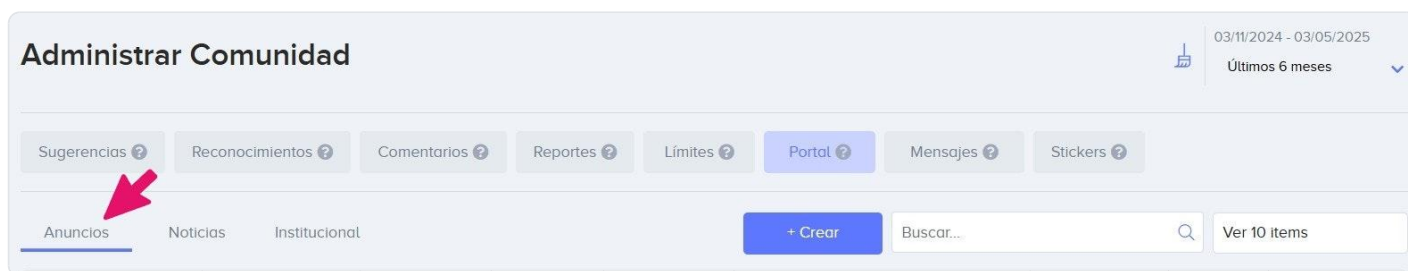 Administrar Comunidad
03/11/2024 - 03/05/2025
Últimos 6 meses
Sugerencias ? Reconocimientos ? Comentarios ? Reportes ? Límites ? Portal ? Mensajes ? Stickers ?
Anuncios Noticias Institucional + Crear Buscar... Ver 10 items